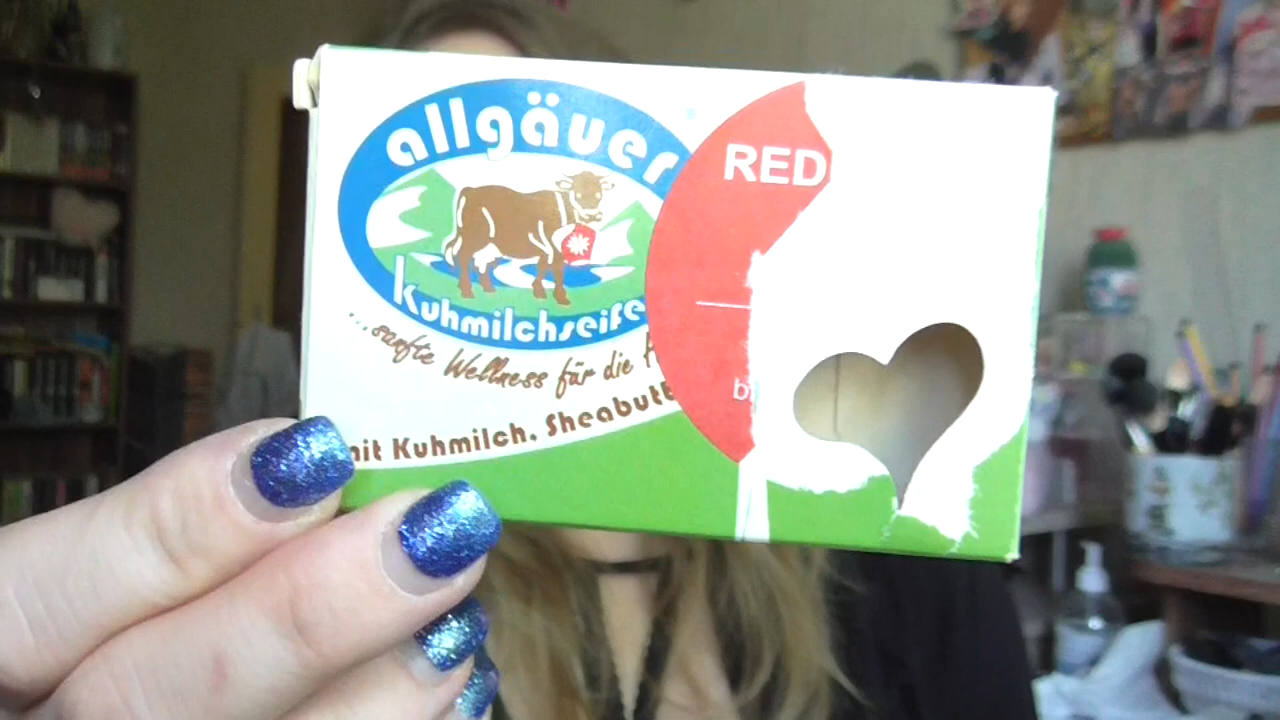 allgäuer
Kuhmilchseife
...sanfte Wellness für die
mit Kuhmilch, Sheabutt
RED